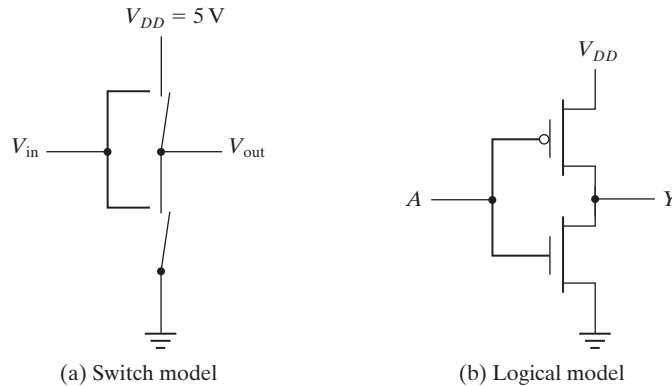 V_DD = 5 V
V_in
V_out
(a) Switch model
V_DD
A
Y
(b) Logical model